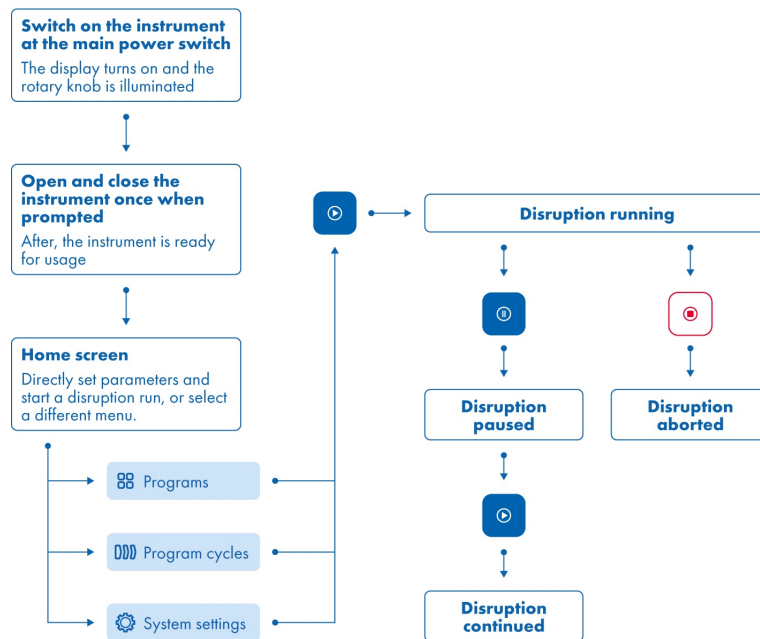 Switch on the instrument
at the main power switch
The display turns on and the
rotary knob is illuminated
Open and close the
instrument once when
prompted
After, the instrument is ready
for usage
Home screen
Directly set parameters and
start a disruption run, or select
a different menu.
Programs
Program cycles
System settings
Disruption running
Disruption
paused
Disruption
aborted
Disruption
continued